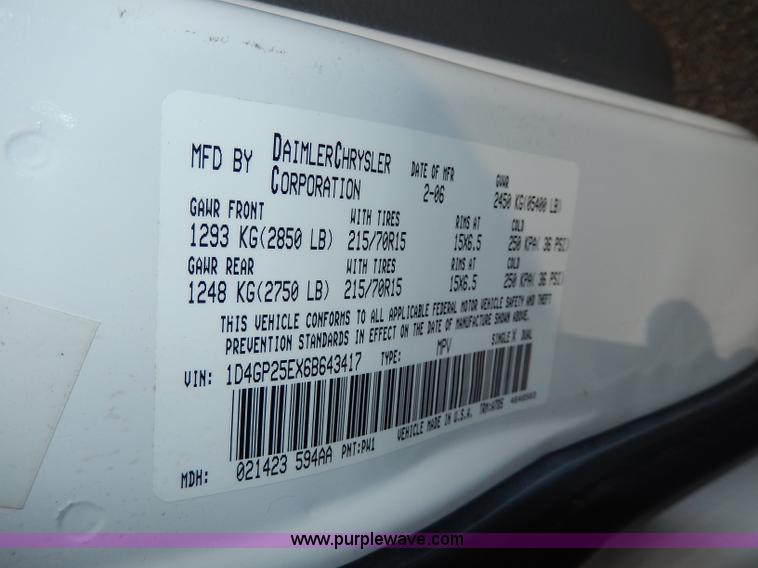 MFD BY DAIMLERCHRYSLER CORPORATION DATE OF MFR 2-06 GVWR 2450 KG(05400 LB)
GAWR FRONT WITH TIRES RIMS AT COLD
1293 KG(2850 LB) 215/70R15 15X6.5 250 KPA( 36 PSI)
GAWR REAR WITH TIRES RIMS AT COLD
1248 KG(2750 LB) 215/70R15 15X6.5 250 KPA( 36 PSI)
THIS VEHICLE CONFORMS TO ALL APPLICABLE FEDERAL MOTOR VEHICLE SAFETY AND THEFT
PREVENTION STANDARDS IN EFFECT ON THE DATE OF MANUFACTURE SHOWN ABOVE.
VIN: 1D4GP25EX6B643417 TYPE: MPV SINGLE X DUAL
MDH: 021423 594AA PNT:PW1 VEHICLE MADE IN U.S.A.
www.purplewave.com